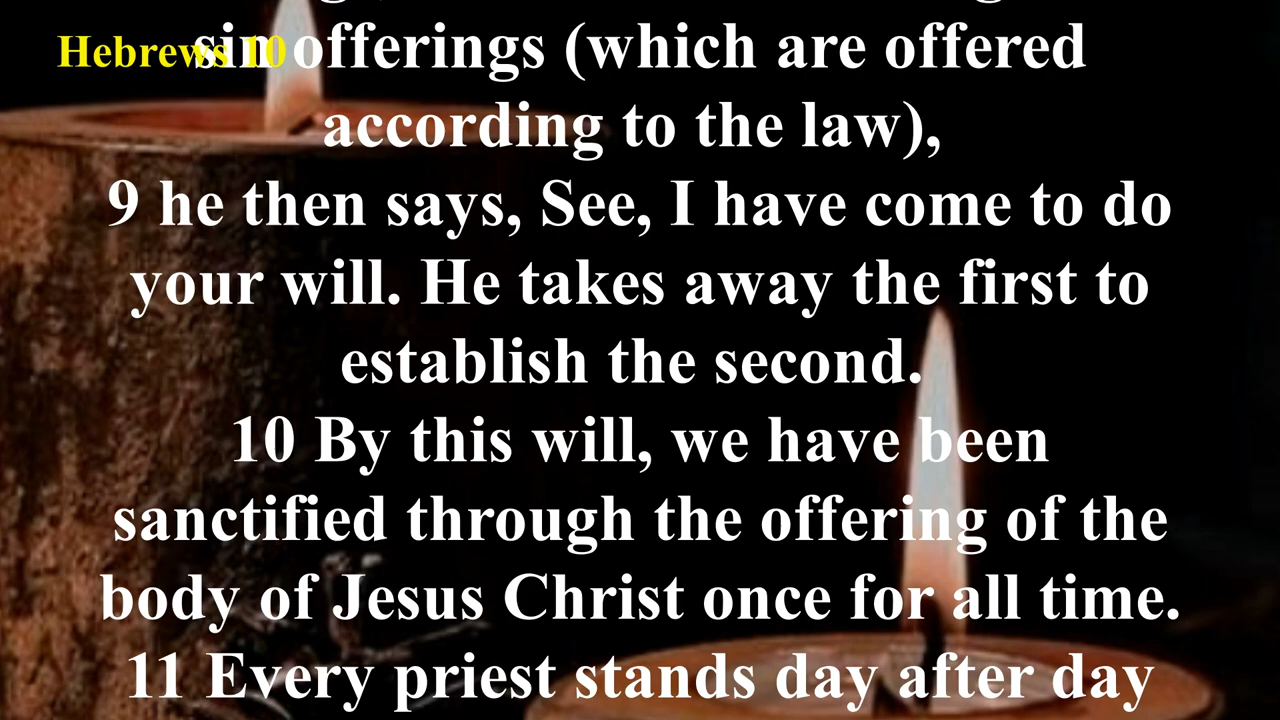 Hebrews 10
sin offerings (which are offered
according to the law),
9 he then says, See, I have come to do
your will. He takes away the first to
establish the second.
10 By this will, we have been
sanctified through the offering of the
body of Jesus Christ once for all time.
11 Every priest stands day after day